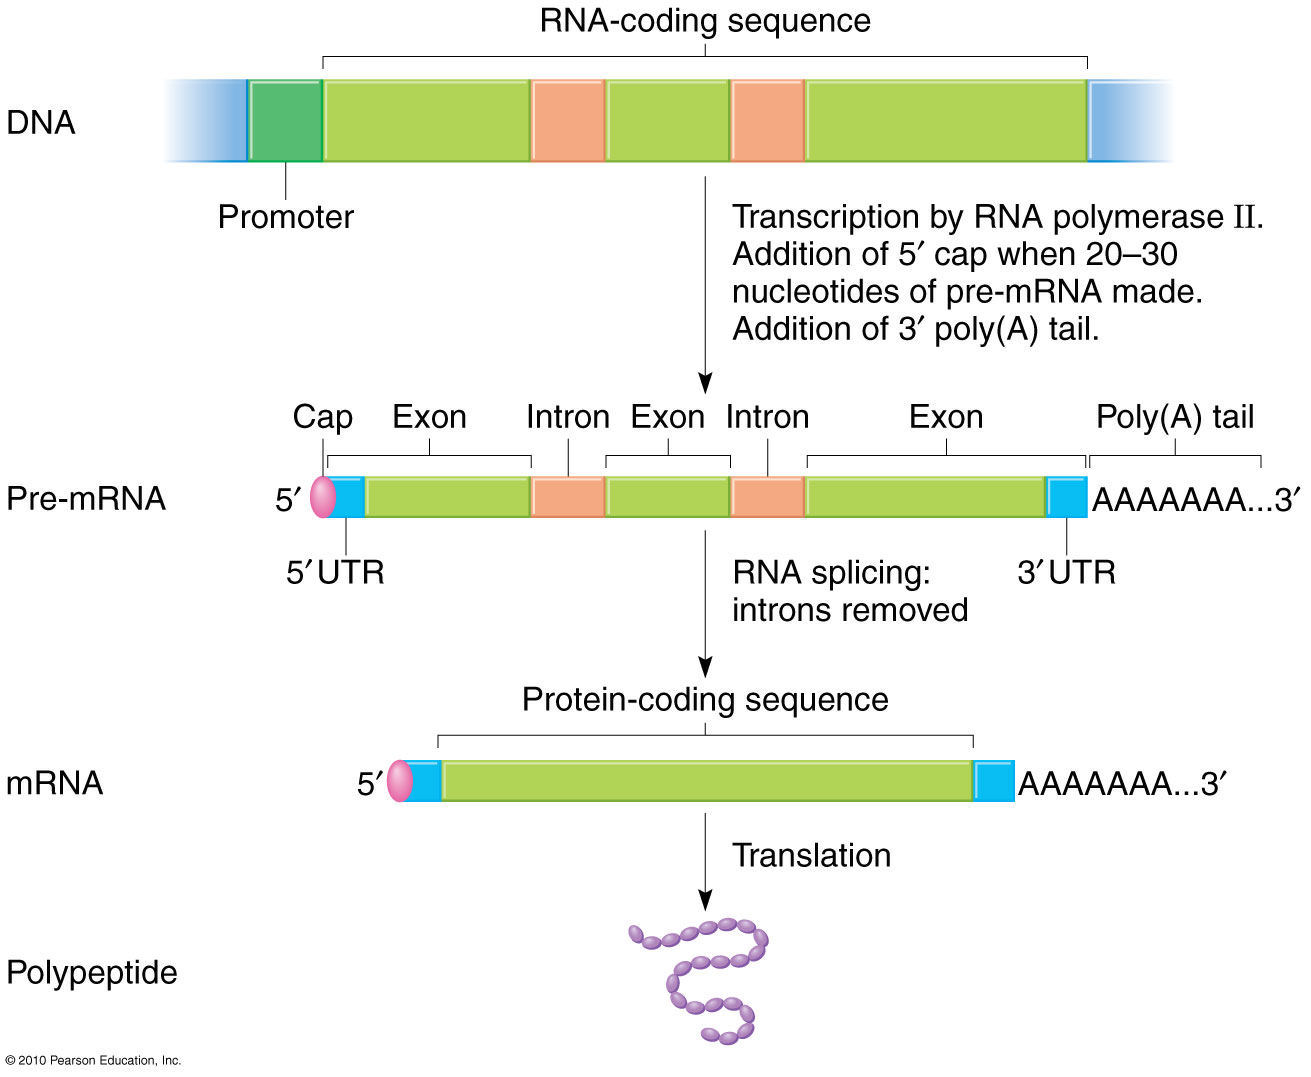 RNA-coding sequence
DNA
Promoter
Transcription by RNA polymerase II.
Addition of 5′ cap when 20–30
nucleotides of pre-mRNA made.
Addition of 3′ poly(A) tail.
Cap Exon Intron Exon Intron Exon Poly(A) tail
Pre-mRNA 5′ AAAAAAA...3′
5′ UTR 3′ UTR
RNA splicing:
introns removed
Protein-coding sequence
mRNA 5′ AAAAAAA...3′
Translation
Polypeptide
© 2010 Pearson Education, Inc.